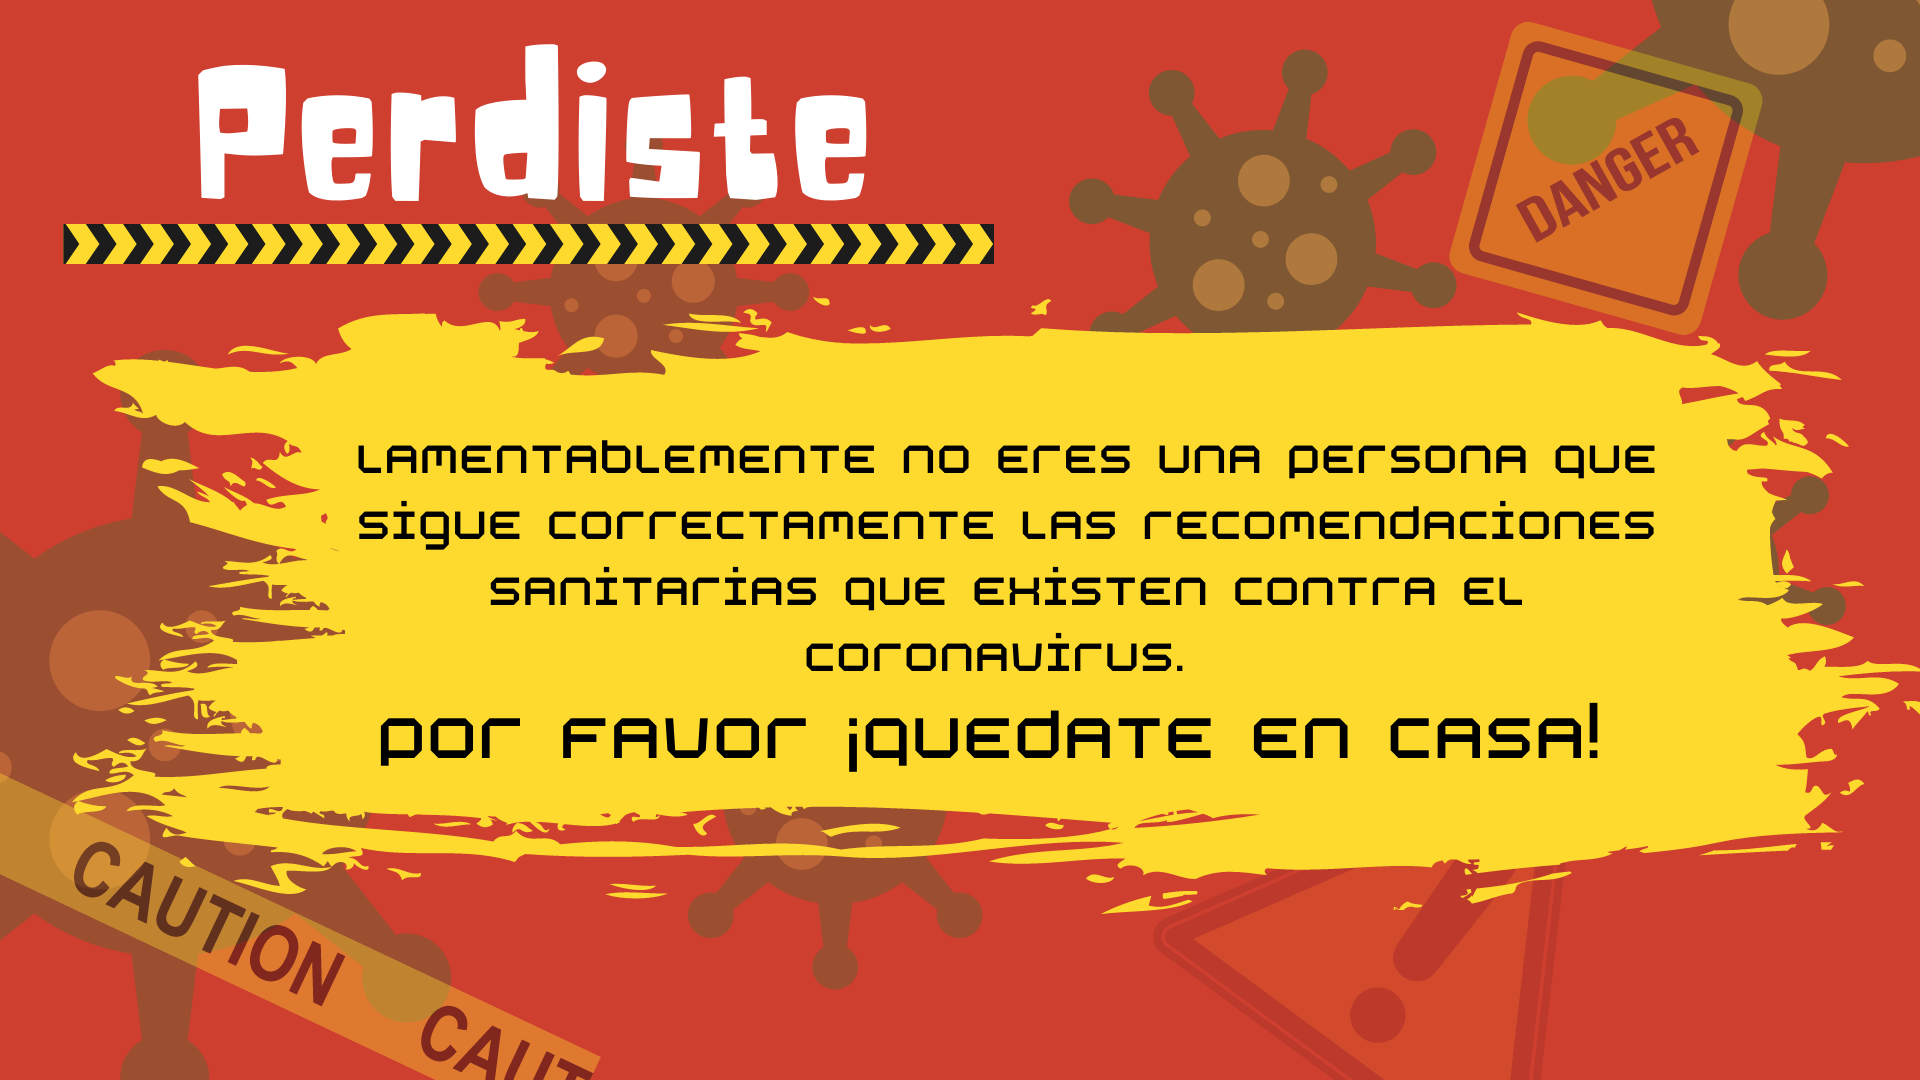 Perdiste
DANGER
Lamentablemente no eres una persona que
sigue correctamente las recomendaciones
sanitarias que existen contra el
coronavirus.
Por favor ¡quedate en casa!
CAUTION
CAUT